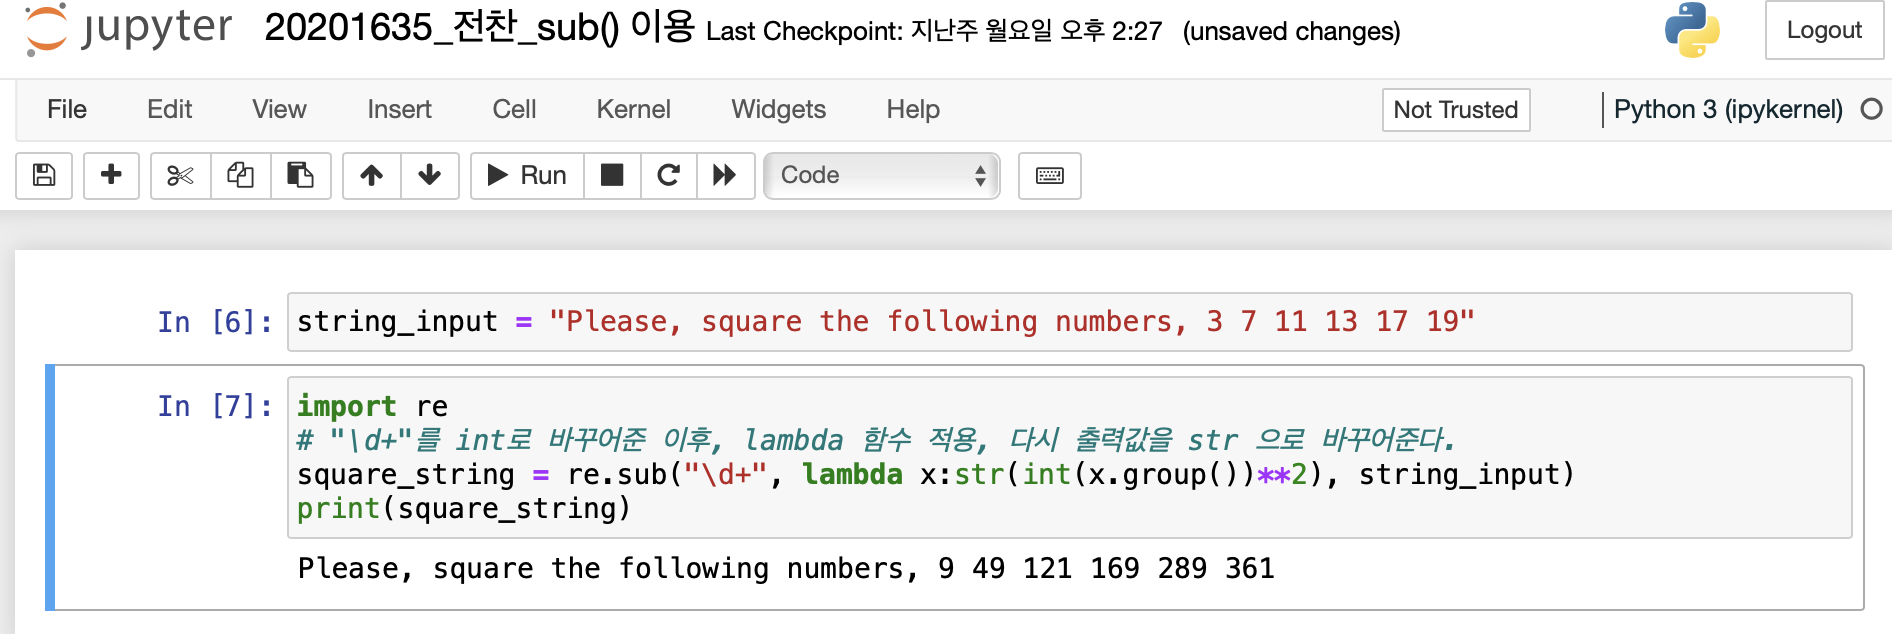 jupyter 20201635_전찬_sub() 이용 Last Checkpoint: 지난주 월요일 오후 2:27 (unsaved changes) Logout
File Edit View Insert Cell Kernel Widgets Help Not Trusted Python 3 (ipykernel)
Run Code
In [6]: string_input = "Please, square the following numbers, 3 7 11 13 17 19"
In [7]: import re
# "\d+"를 int로 바꾸어준 이후, lambda 함수 적용, 다시 출력값을 str 으로 바꾸어준다.
square_string = re.sub("\d+", lambda x:str(int(x.group())**2), string_input)
print(square_string)
Please, square the following numbers, 9 49 121 169 289 361